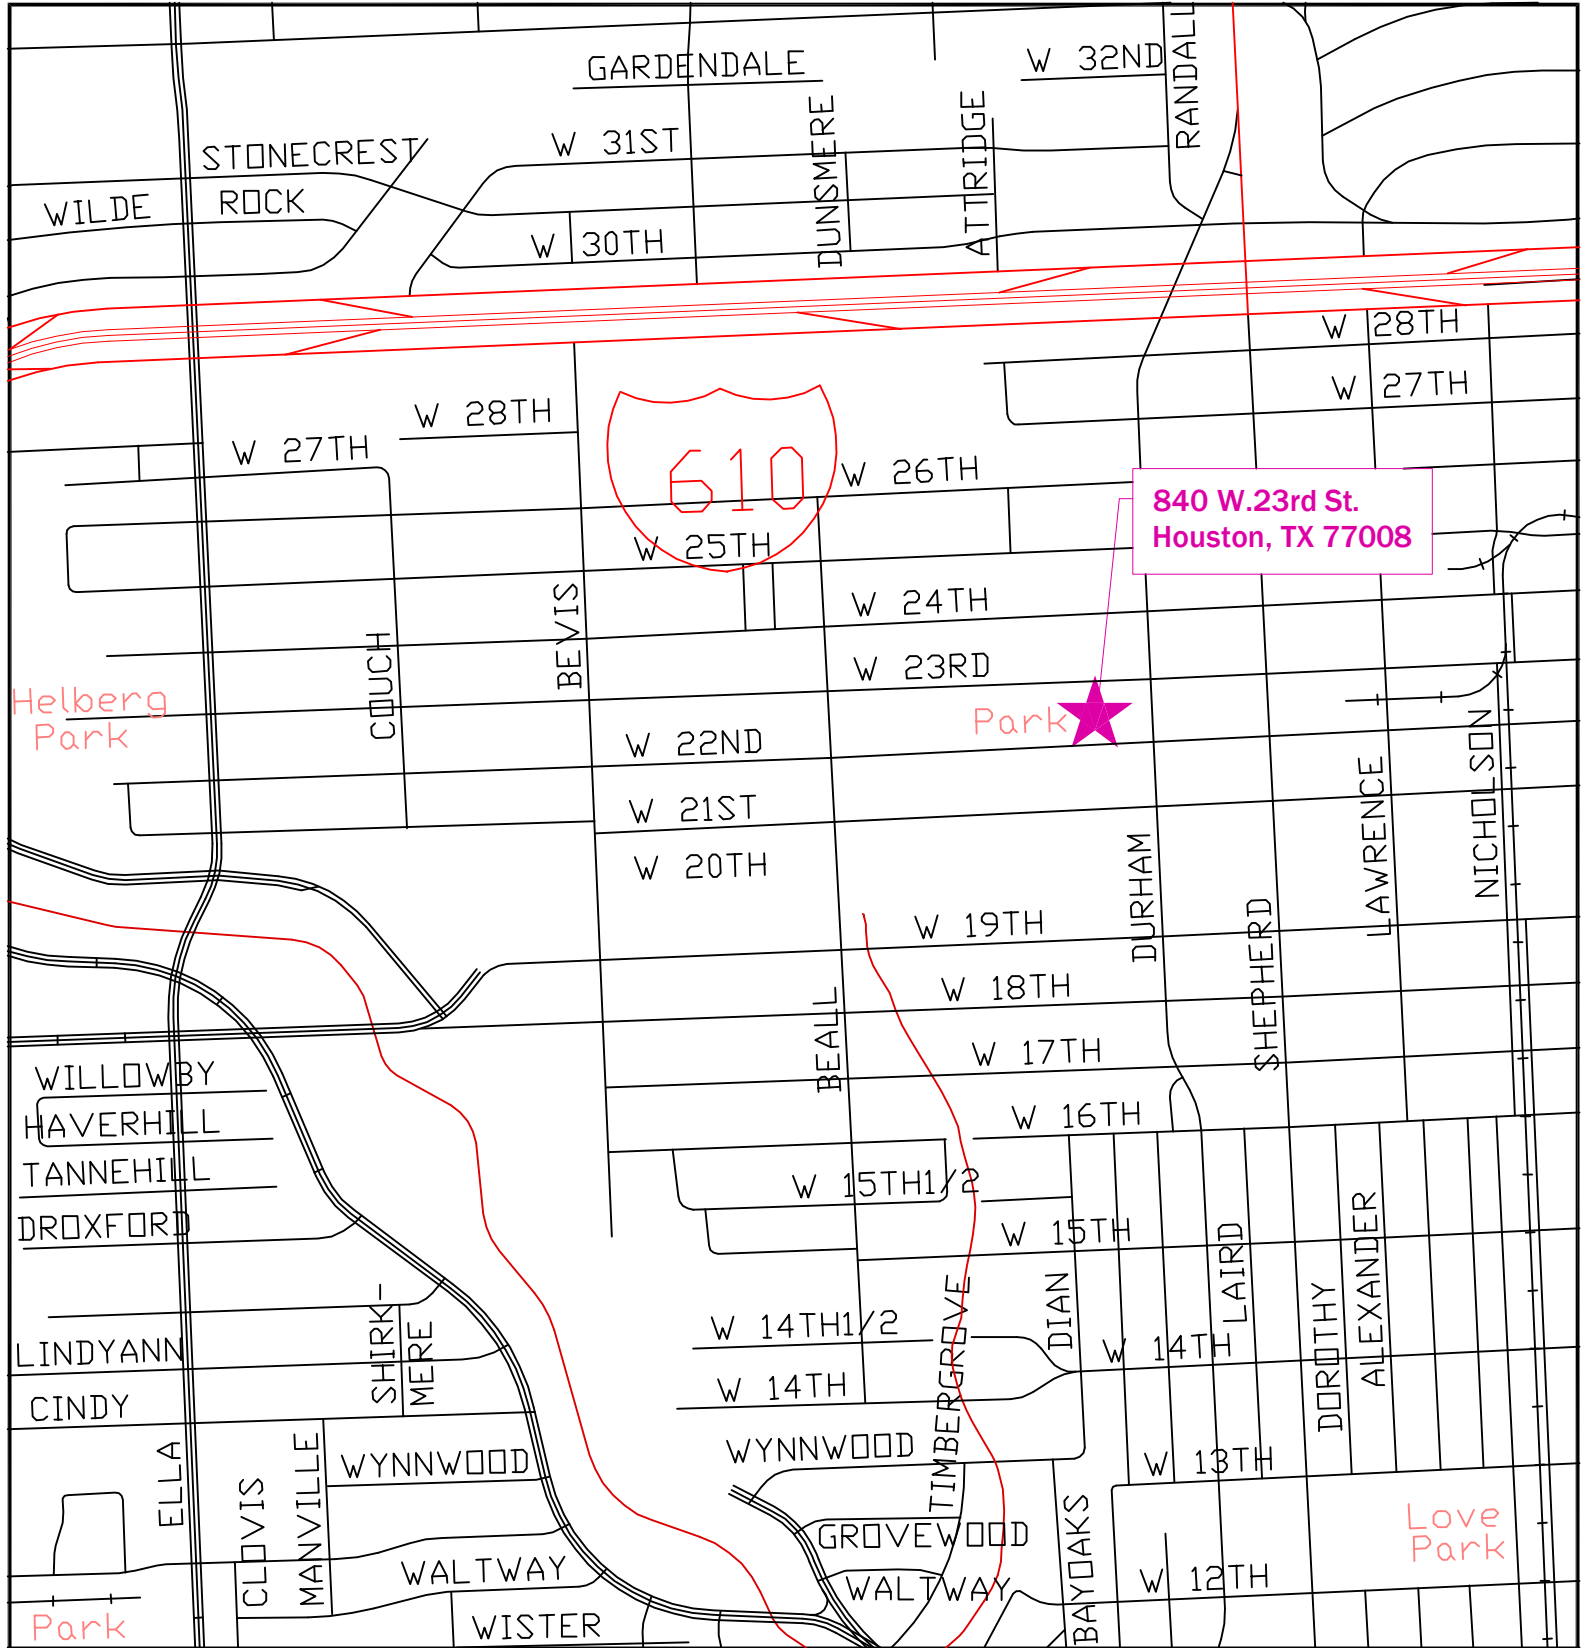 RANDALL
GARDENDALE
W 32ND
DUNSMERE
ATTRIDGE
STONECREST
W 31ST
WILDE ROCK
W 30TH
W 28TH
W 27TH
W 28TH
W 27TH
610
W 26TH
840 W.23rd St.
Houston, TX 77008
W 25TH
BEVIS
W 24TH
COUCH
W 23RD
Helberg
Park
Park
NICHOLSON
W 22ND
LAWRENCE
W 21ST
DURHAM
W 20TH
SHEPHERD
W 19TH
W 18TH
BEALL
W 17TH
WILLOWBY
W 16TH
HAVERHILL
TANNEHILL
W 15TH1/2
ALEXANDER
DROXFORD
W 15TH
LAIRD
DIAN
TIMBERGROVE
DOROTHY
SHIRK-
MERE
W 14TH1/2
LINDYANN
W 14TH
W 14TH
CINDY
ELLA
MANVILLE
WYNNWOOD
WYNNWOOD
W 13TH
CLOVIS
BAYOAKS
Love
Park
GROVEWOOD
WALTWAY
WALTWAY
W 12TH
Park
WISTER